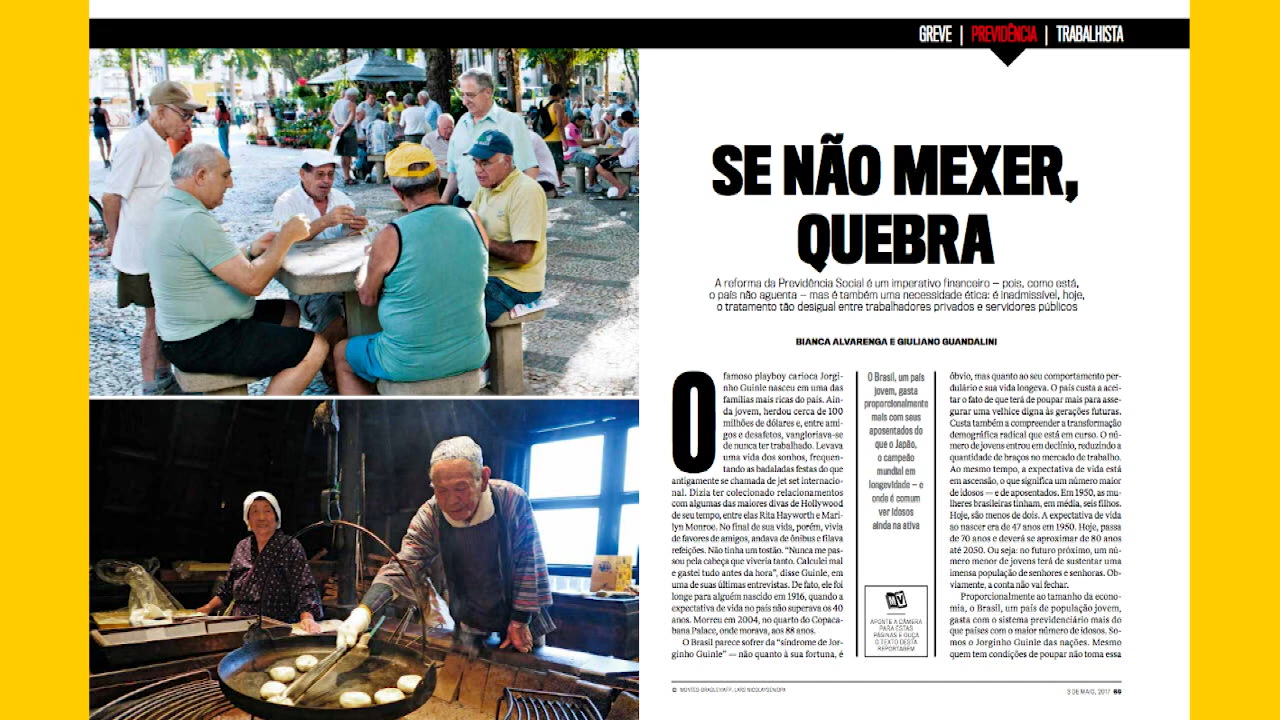 GREVE | PREVIDÊNCIA | TRABALHISTA
SE NÃO MEXER,
QUEBRA
A reforma da Previdência Social é um imperativo financeiro – pois, como está,
o país não aguenta – mas é também uma necessidade ética: é inadmissível, hoje,
o tratamento tão desigual entre trabalhadores privados e servidores públicos
BIANCA ALVARENGA E GIULIANO GUANDALINI
O famoso playboy carioca Jorgi-
nho Guinle nasceu em uma das
famílias mais ricas do país. Ain-
da jovem, herdou cerca de 100
milhões de dólares e, entre ami-
gos e desafetos, vangloriava-se
de nunca ter trabalhado. Levava
uma vida dos sonhos, frequen-
tando as badaladas festas do que
antigamente se chamada de jet set internacio-
nal. Dizia ter colecionado relacionamentos
com algumas das maiores divas de Hollywood
de seu tempo, entre elas Rita Hayworth e Mari-
lyn Monroe. No final de sua vida, porém, vivia
de favores de amigos, andava de ônibus e filava
refeições. Não tinha um tostão. “Nunca me pas-
sou pela cabeça que viveria tanto. Calculei mal
e gastei tudo antes da hora”, disse Guinle, em
uma de suas últimas entrevistas. De fato, ele foi
longe para alguém nascido em 1916, quando a
expectativa de vida no país não superava os 40
anos. Morreu em 2004, no quarto do Copaca-
bana Palace, onde morava, aos 88 anos.
O Brasil parece sofrer da “síndrome de Jor-
ginho Guinle” — não quanto à sua fortuna, é
O Brasil, um país
jovem, gasta
proporcionalmente
mais com seus
aposentados do
que o Japão,
o campeão
mundial em
longevidade – e
onde é comum
ver idosos
ainda na ativa
APONTE A CÂMERA
PARA ESTAS
PÁGINAS E OUÇA
O TEXTO DESTA
REPORTAGEM
óbvio, mas quanto ao seu comportamento per-
dulário e sua vida longeva. O país custa a acei-
tar o fato de que terá de poupar mais para asse-
gurar uma velhice digna às gerações futuras.
Custa também a compreender a transformação
demográfica radical que está em curso. O nú-
mero de jovens entrou em declínio, reduzindo a
quantidade de braços no mercado de trabalho.
Ao mesmo tempo, a expectativa de vida está
em ascensão, o que significa um número maior
de idosos — e de aposentados. Em 1950, as mu-
lheres brasileiras tinham, em média, seis filhos.
Hoje, são menos de dois. A expectativa de vida
ao nascer era de 47 anos em 1950. Hoje, passa
de 70 anos e deverá se aproximar de 80 anos
até 2050. Ou seja: no futuro próximo, um nú-
mero menor de jovens terá de sustentar uma
imensa população de senhores e senhoras. Ob-
viamente, a conta não vai fechar.
Proporcionalmente ao tamanho da econo-
mia, o Brasil, um país de população jovem,
gasta com o sistema previdenciário mais do
que países com o maior número de idosos. So-
mos o Jorginho Guinle das nações. Mesmo
quem tem condições de poupar não toma essa
3 DE MAIO, 2017 65